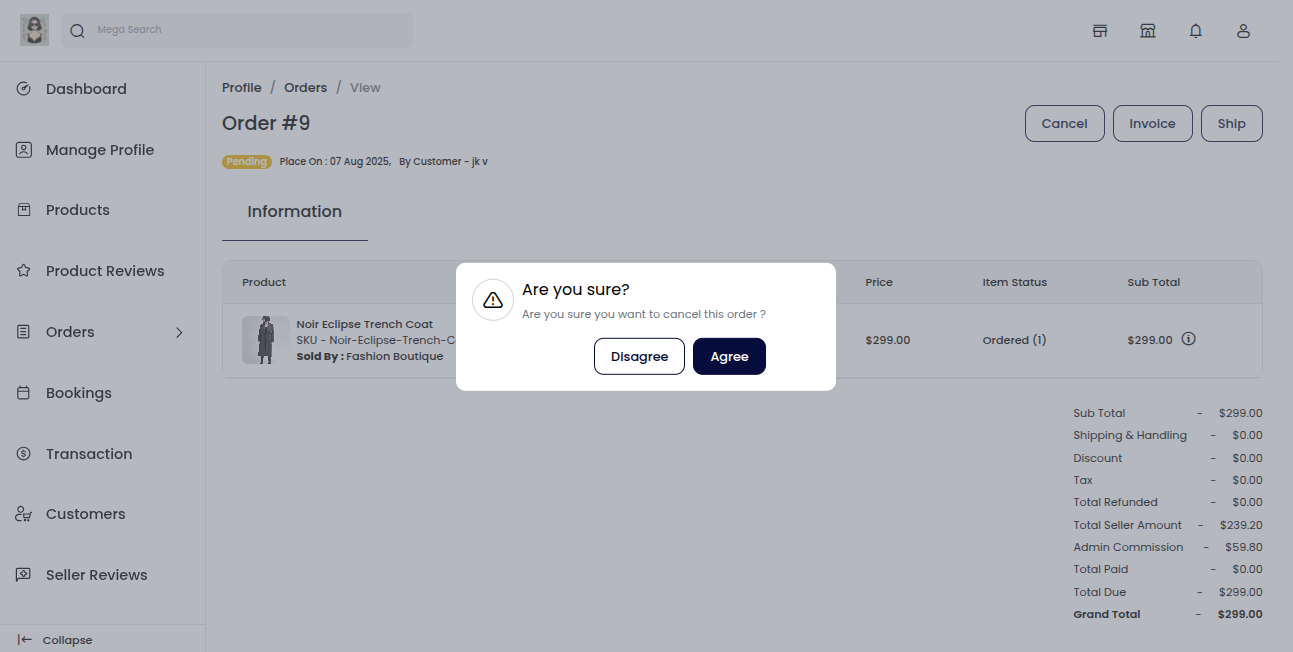 Mega Search
Dashboard
Manage Profile
Products
Product Reviews
Orders
Bookings
Transaction
Customers
Seller Reviews
Collapse
Profile / Orders / View
Order #9
Cancel
Invoice
Ship
Pending Place On : 07 Aug 2025, By Customer - jk v
Information
Product Price Item Status Sub Total
Noir Eclipse Trench Coat
SKU - Noir-Eclipse-Trench-C
Sold By : Fashion Boutique
$299.00 Ordered (1) $299.00
Are you sure?
Are you sure you want to cancel this order ?
Disagree Agree
Sub Total - $299.00
Shipping & Handling - $0.00
Discount - $0.00
Tax - $0.00
Total Refunded - $0.00
Total Seller Amount - $239.20
Admin Commission - $59.80
Total Paid - $0.00
Total Due - $299.00
Grand Total - $299.00